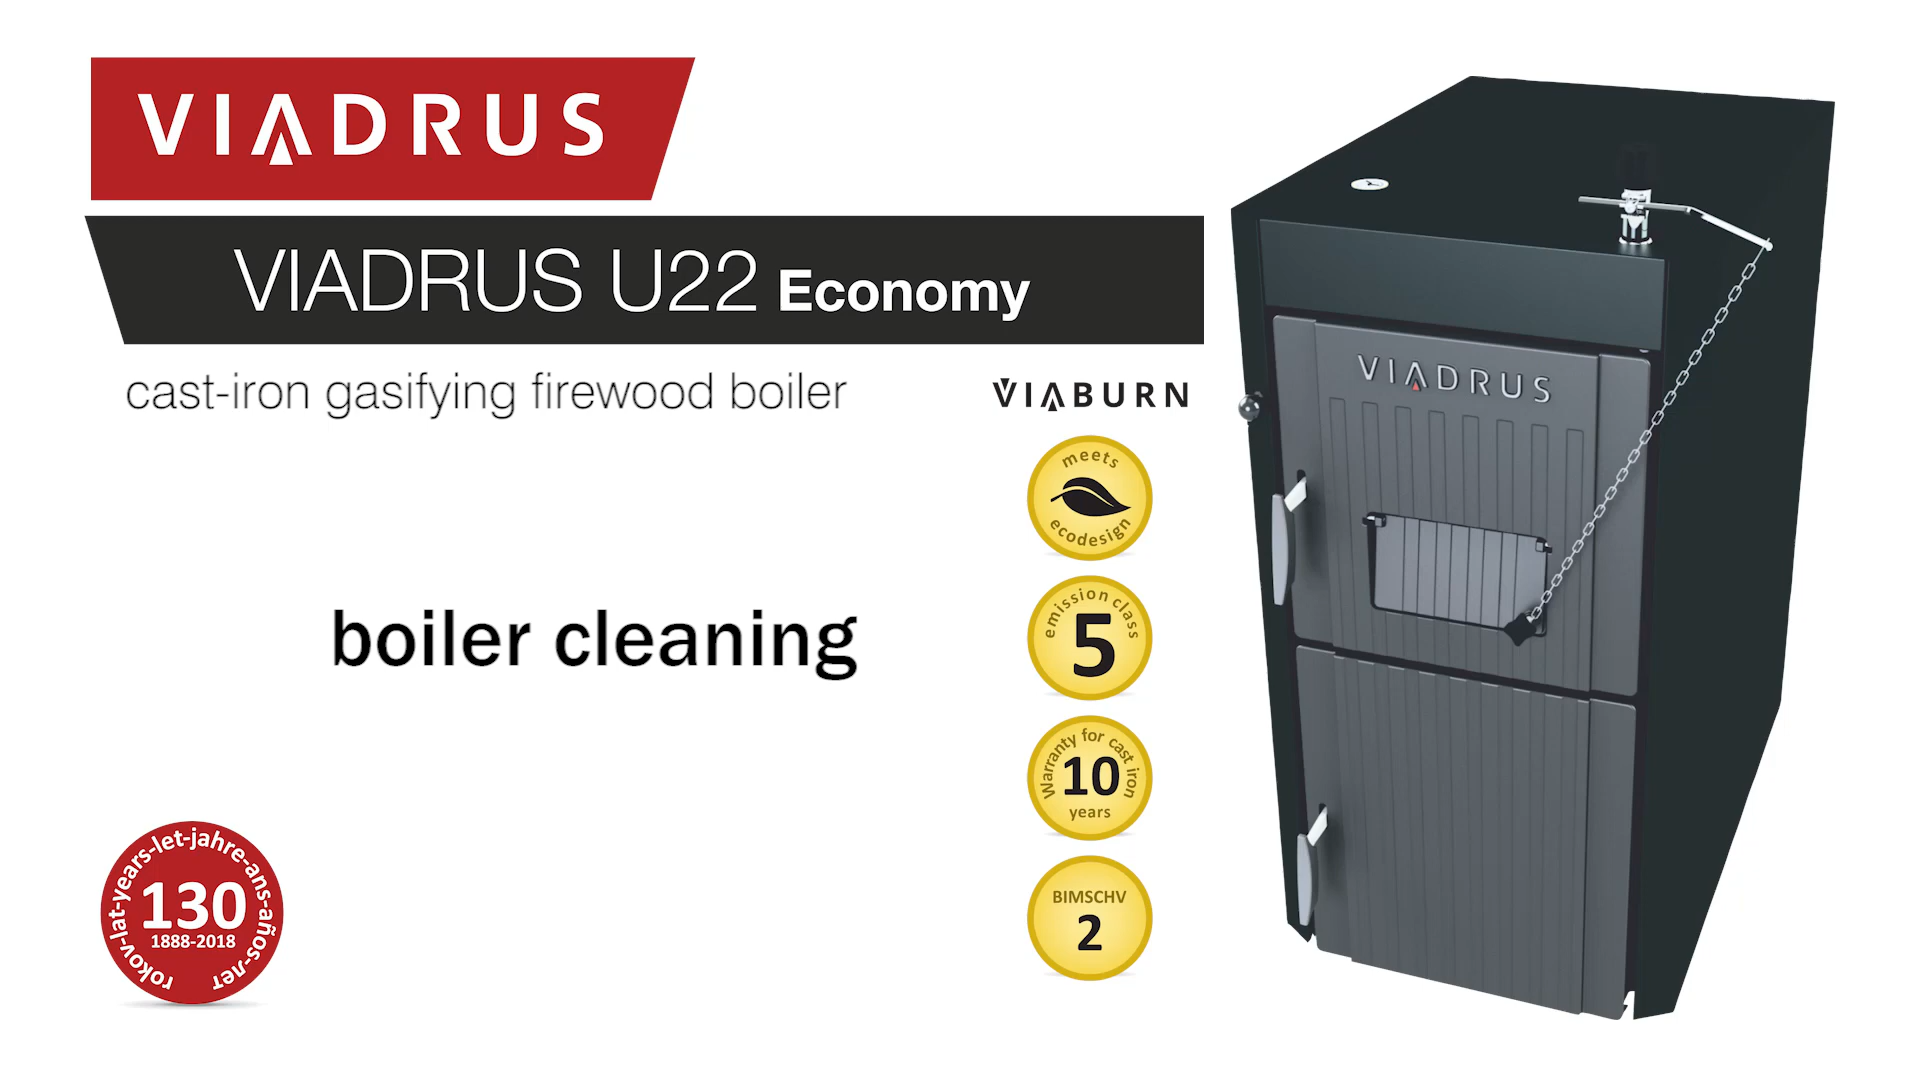 VIADRUS
VIADRUS U22 Economy
cast-iron gasifying firewood boiler
VIABURN
meets
ecodesign
boiler cleaning
emission class
5
Warranty for cast iron
10
years
BIMSCHV
2
rokov-lat-years-let-jahre-ans-años-лет
130
1888-2018
VIADRUS